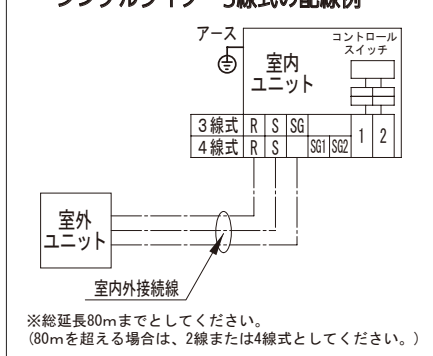 シングルタイプ 3線式の配線例
アース
コントロール
スイッチ
室内
ユニット
3線式 R S SG
4線式 R S SG1 SG2
1 2
室外
ユニット
室内外接続線
※総延長80mまでとしてください。
(80mを超える場合は、2線または4線式としてください。)